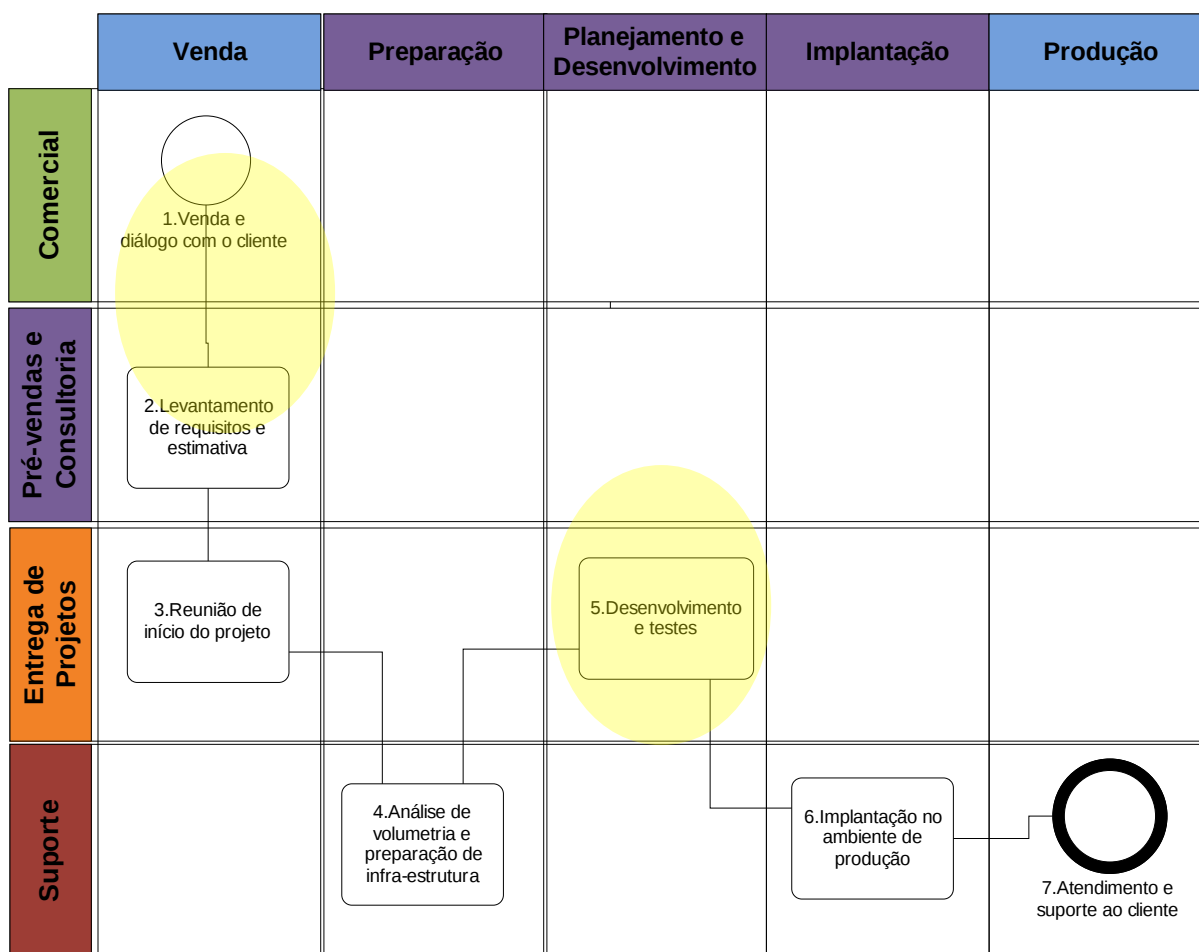 Venda
Preparação
Planejamento e
Desenvolvimento
Implantação
Produção
Comercial
1.Venda e
diálogo com o cliente
Pré-vendas e
Consultoria
2.Levantamento
de requisitos e
estimativa
Entrega de
Projetos
3.Reunião de
início do projeto
5.Desenvolvimento
e testes
Suporte
4.Análise de
volumetria e
preparação de
infra-estrutura
6.Implantação no
ambiente de
produção
7.Atendimento e
suporte ao cliente